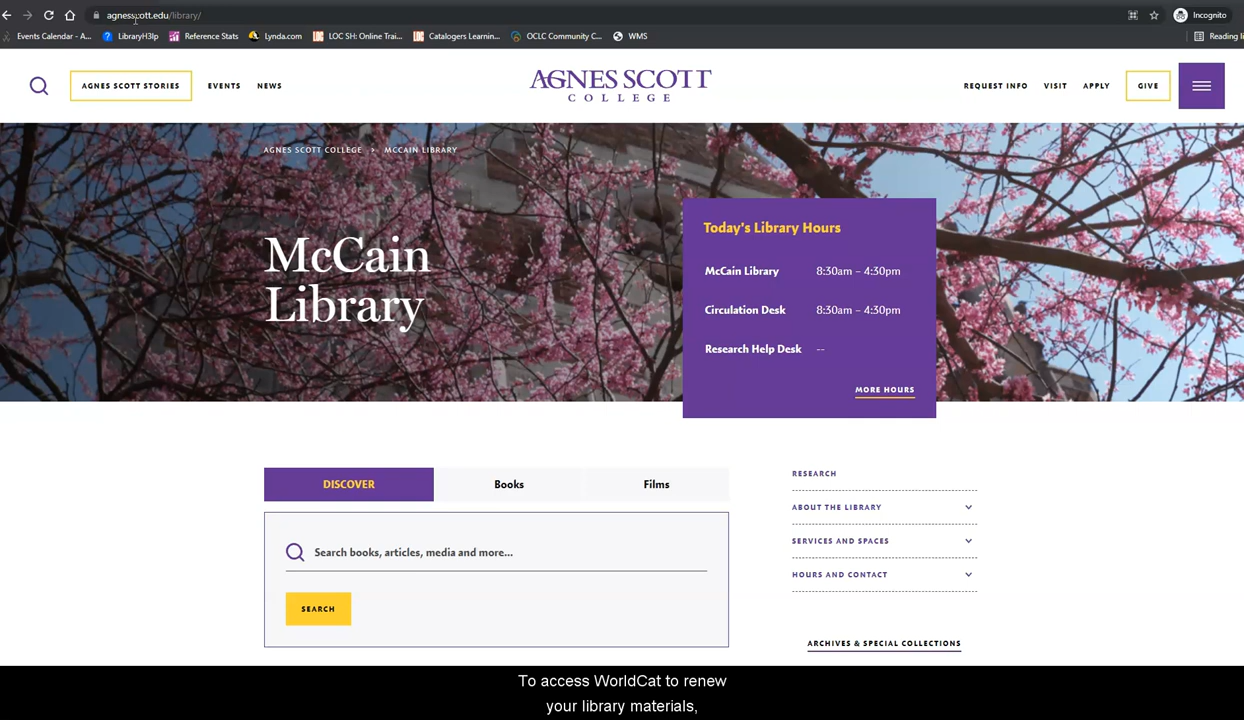 agnesscott.edu/library/
Incognito
Events Calendar - A...
LibraryH3lp
Reference Stats
Lynda.com
LOC SH: Online Trai...
Catalogers Learnin...
OCLC Community C...
WMS
Reading li
AGNES SCOTT STORIES
EVENTS
NEWS
AGNES SCOTT
COLLEGE
REQUEST INFO
VISIT
APPLY
GIVE
AGNES SCOTT COLLEGE > MCCAIN LIBRARY
McCain
Library
Today's Library Hours
McCain Library 8:30am – 4:30pm
Circulation Desk 8:30am – 4:30pm
Research Help Desk --
MORE HOURS
DISCOVER
Books
Films
Search books, articles, media and more...
SEARCH
RESEARCH
ABOUT THE LIBRARY
SERVICES AND SPACES
HOURS AND CONTACT
ARCHIVES & SPECIAL COLLECTIONS
To access WorldCat to renew
your library materials,